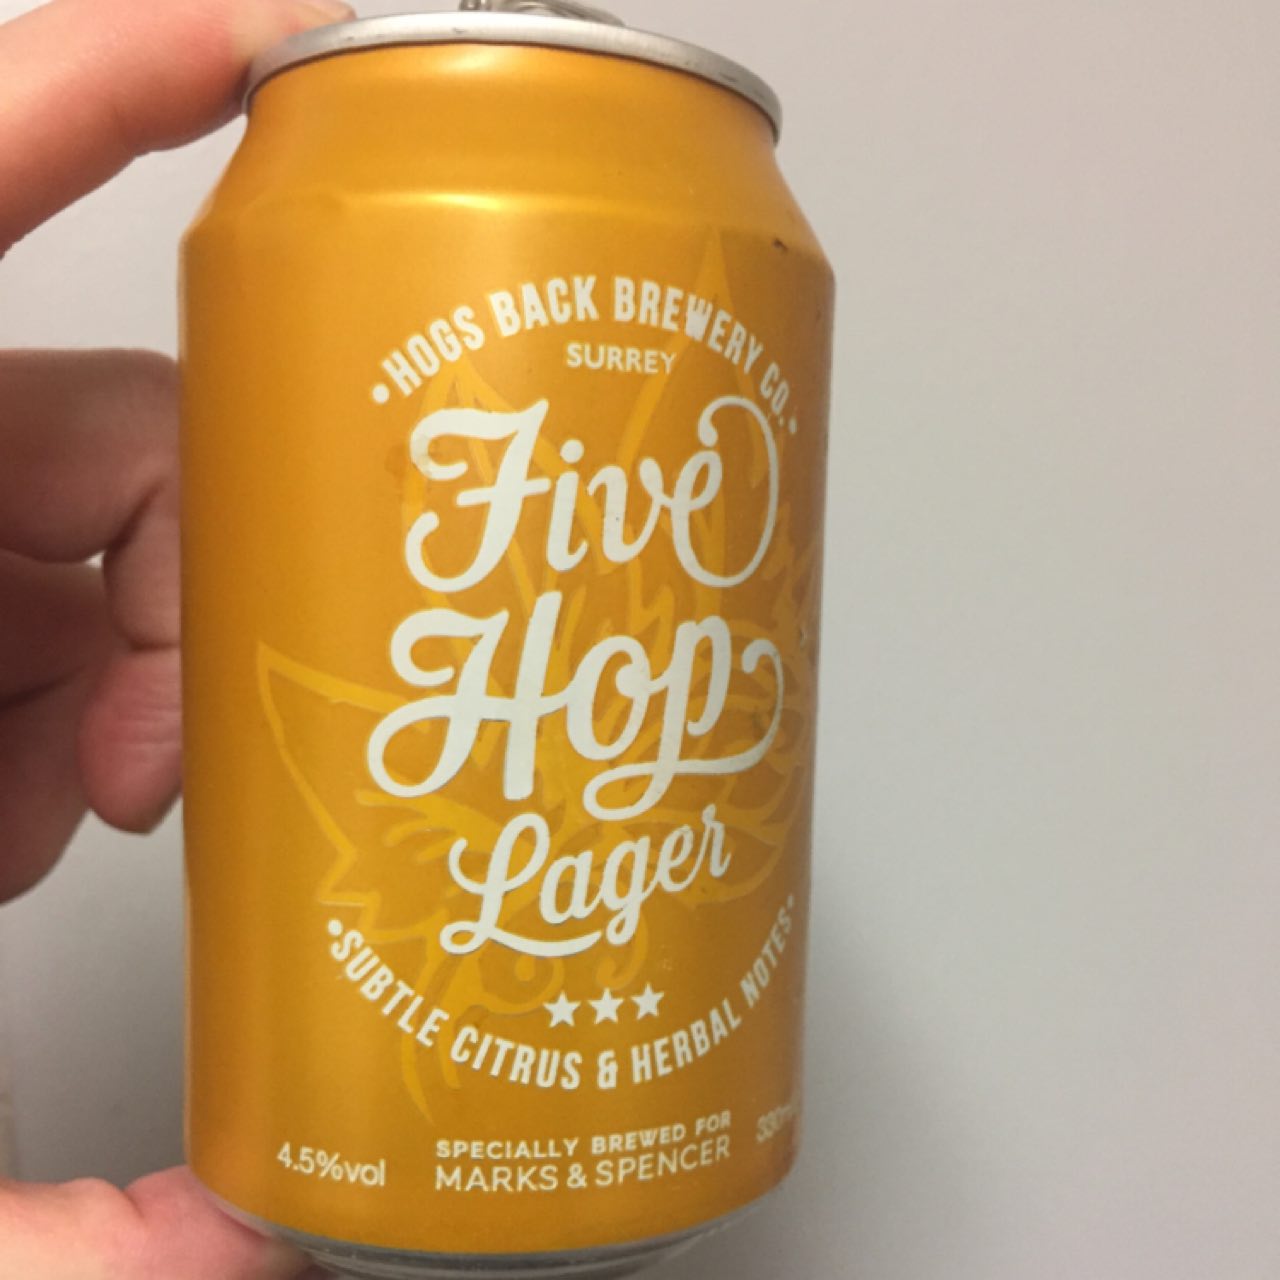 •HOGS BACK BREWERY CO.•
SURREY
Five
Hop
Lager
•SUBTLE CITRUS & HERBAL NOTES•
4.5%vol
SPECIALLY BREWED FOR
MARKS & SPENCER
330ml